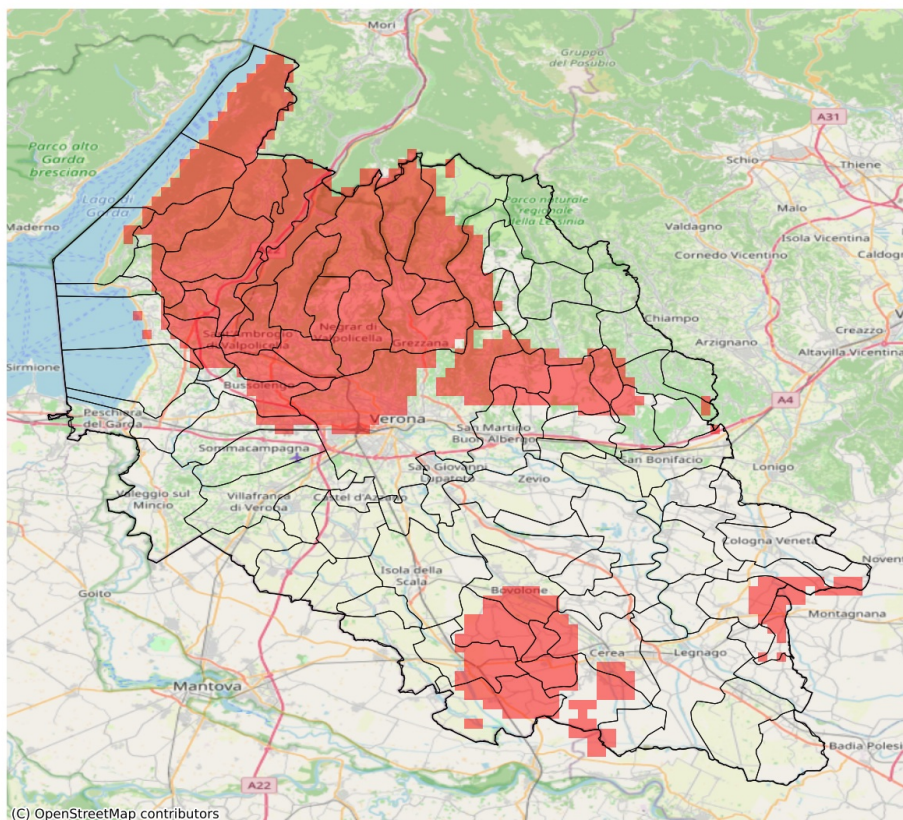 Mori
Gruppo
del Pasubio
A31
Parco alto
Garda
bresciano
Schio
Thiene
Lago di
Garda
Parco naturale
regionale
della Lessinia
Malo
Maderno
Valdagno
Isola Vicentina
Cornedo Vicentino
Caldogn
Chiampo
Creazzo
Sant'Ambrogio
di Valpolicella
Negrar di
Valpolicella
Grezzana
Arzignano
Altavilla Vicentina
Sirmione
Bussolengo
A4
Peschiera
del Garda
Verona
San Martino
Buon Albergo
Sommacampagna
San Bonifacio
San Giovanni
Lupatoto
Lonigo
Zevio
Valeggio sul
Mincio
Villafranca
di Verona
Castel d'Azzano
Cologna Veneta
Novent
Isola della
Scala
Goito
Bovolone
Montagnana
Cerea
Legnago
Mantova
Badia Polesi
A22
(C) OpenStreetMap contributors